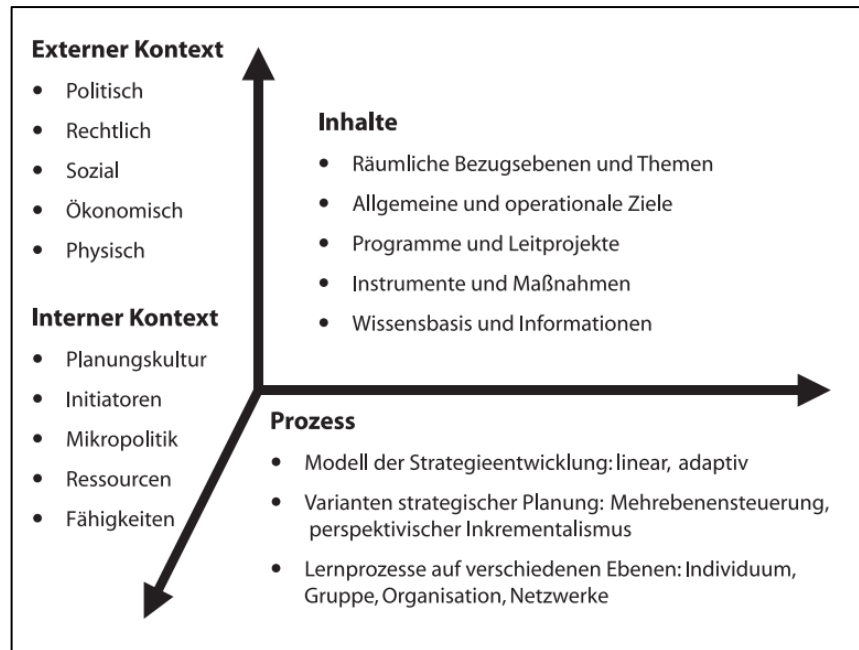 Externer Kontext
• Politisch
• Rechtlich
• Sozial
• Ökonomisch
• Physisch
Interner Kontext
• Planungskultur
• Initiatoren
• Mikropolitik
• Ressourcen
• Fähigkeiten
Inhalte
• Räumliche Bezugsebenen und Themen
• Allgemeine und operationale Ziele
• Programme und Leitprojekte
• Instrumente und Maßnahmen
• Wissensbasis und Informationen
Prozess
• Modell der Strategieentwicklung: linear, adaptiv
• Varianten strategischer Planung: Mehrebenensteuerung,
perspektivischer Inkrementalismus
• Lernprozesse auf verschiedenen Ebenen: Individuum,
Gruppe, Organisation, Netzwerke